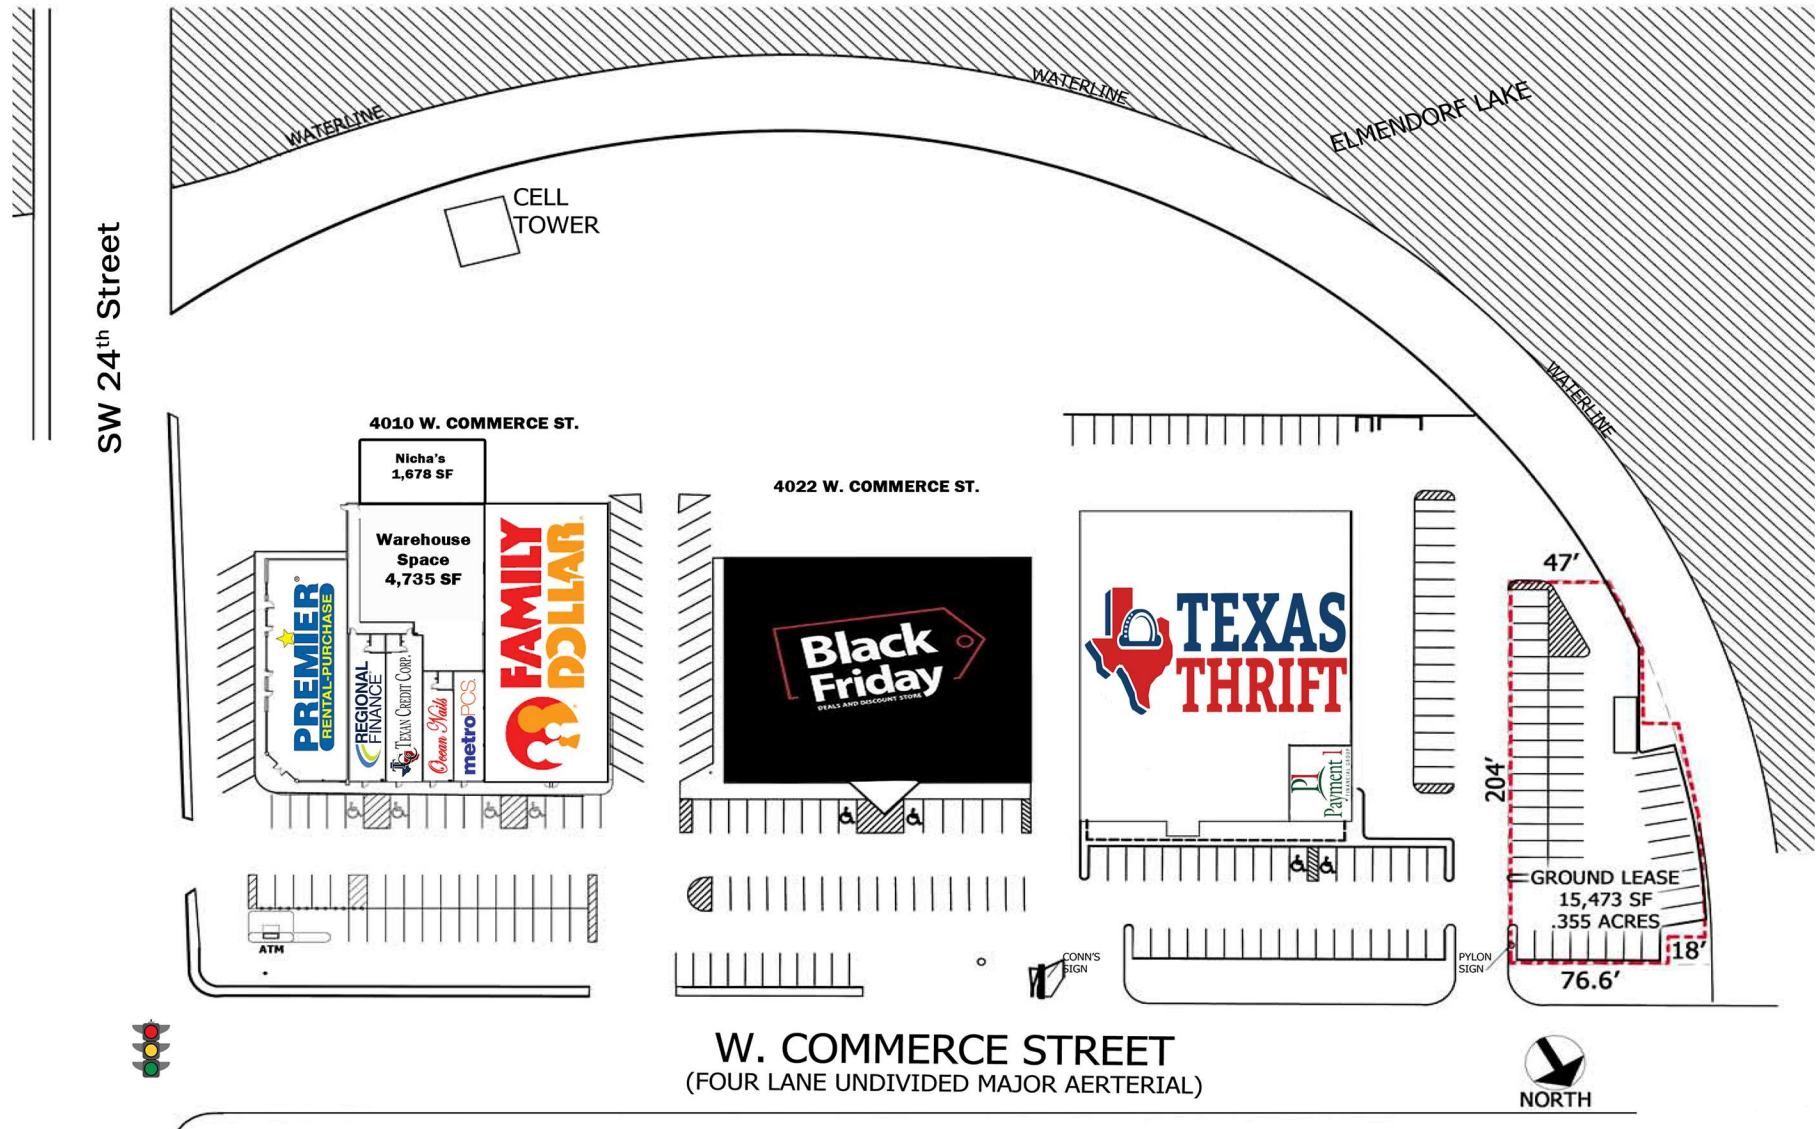 WATERLINE
WATERLINE
ELMENDORF LAKE
CELL
TOWER
SW 24th Street
WATERLINE
4010 W. COMMERCE ST.
Nicha's
1,678 SF
4022 W. COMMERCE ST.
Warehouse
Space
4,735 SF
PREMIER
RENTAL-PURCHASE
REGIONAL
FINANCE
TEXAN CREDIT CORP.
Ocean Nails
metroPCS.
FAMILY
DOLLAR
Black
Friday
DEALS AND DISCOUNT STORE
TEXAS
THRIFT
P1
Payment 1
FINANCIAL GROUP
47'
204'
GROUND LEASE
15,473 SF
.355 ACRES
18'
76.6'
PYLON
SIGN
CONN'S
SIGN
ATM
W. COMMERCE STREET
(FOUR LANE UNDIVIDED MAJOR AERTERIAL)
NORTH